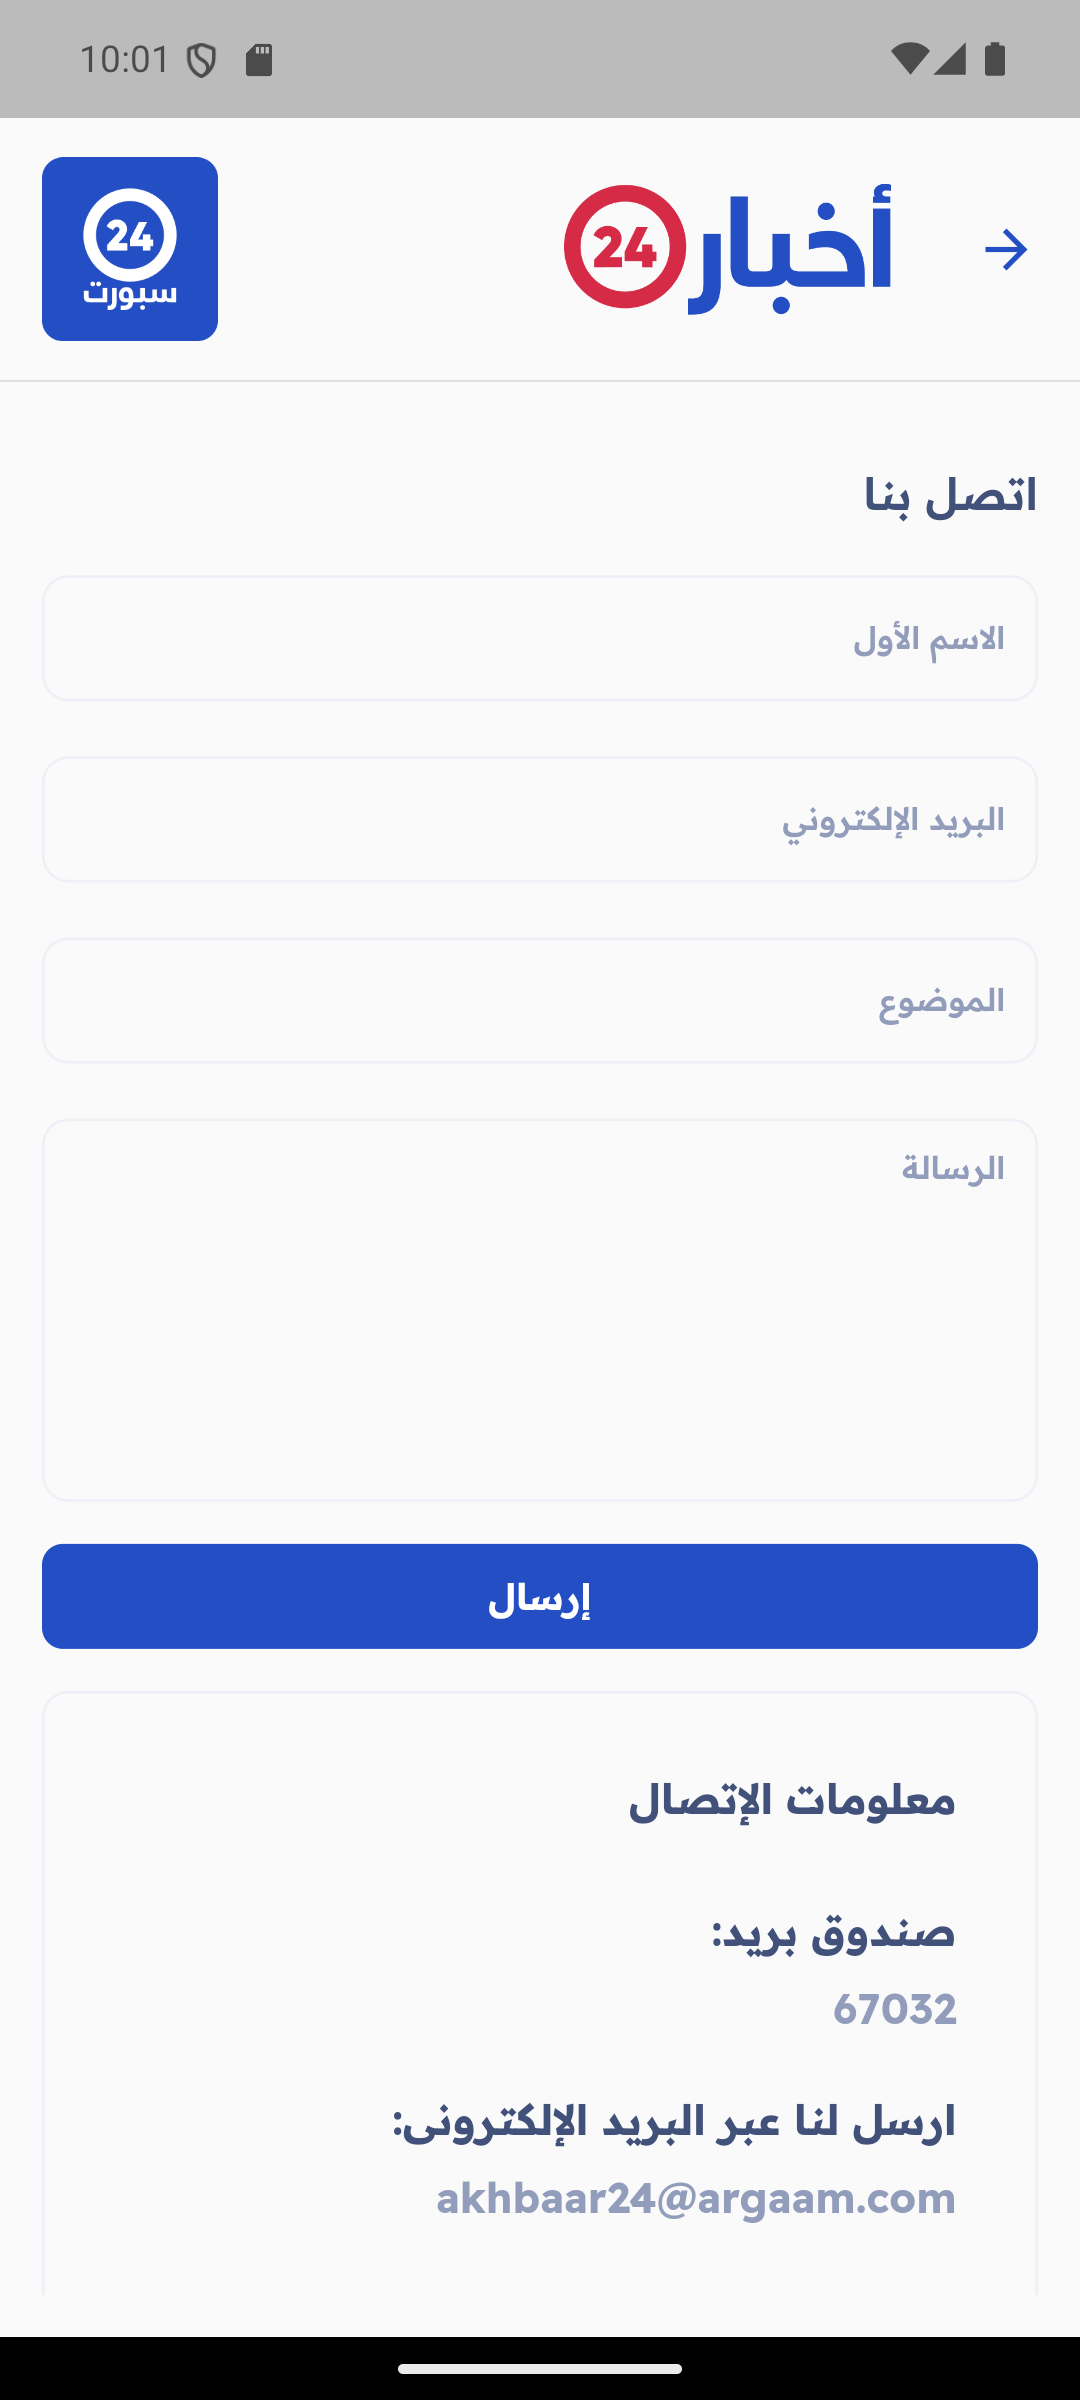 10:01
أخبار 24
24
سبورت
اتصل بنا
الاسم الأول
البريد الإلكتروني
الموضوع
الرسالة
إرسال
معلومات الإتصال
صندوق بريد:
67032
ارسل لنا عبر البريد الإلكترونى:
akhbaar24@argaam.com